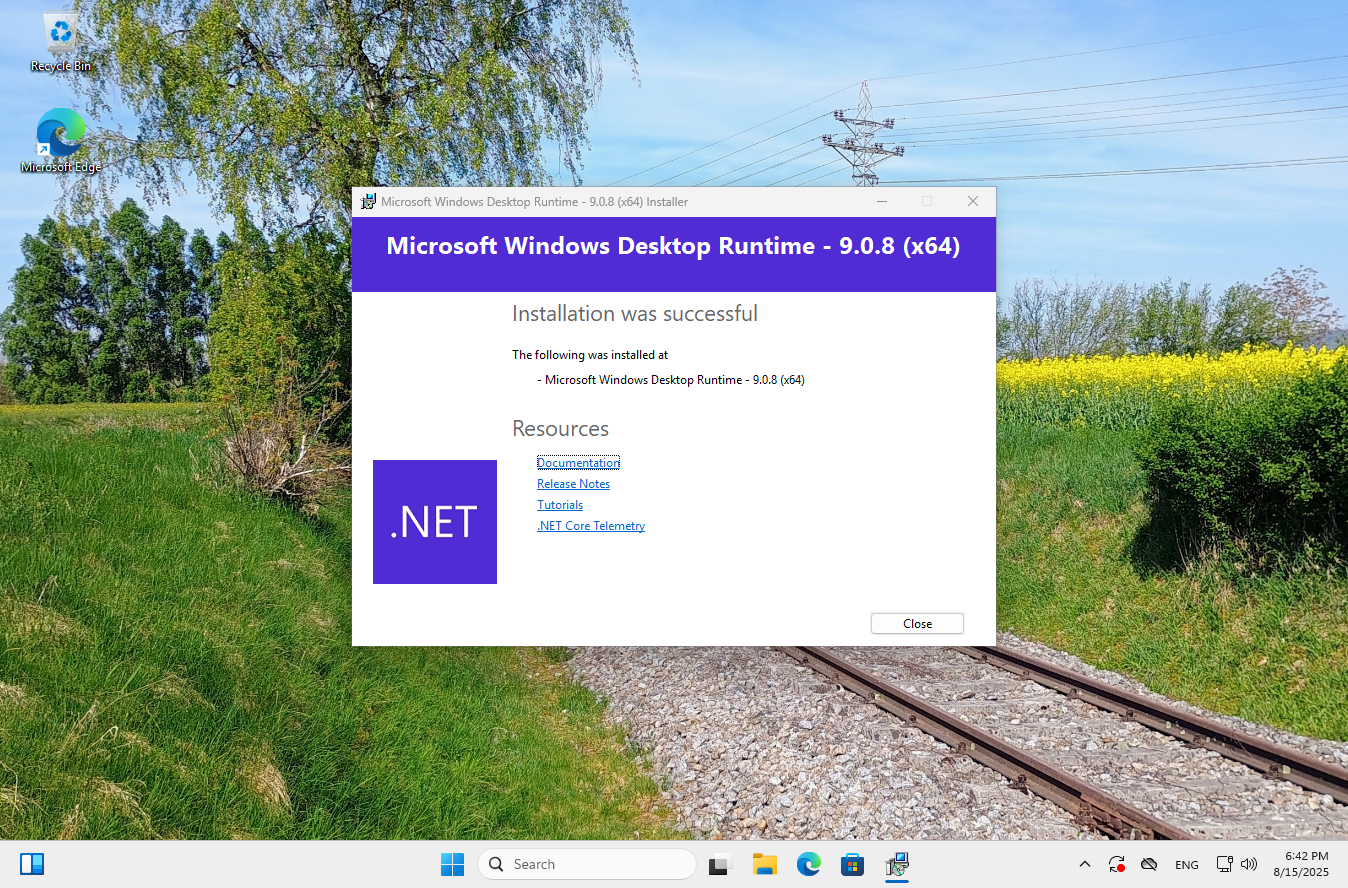 Recycle Bin
Microsoft Edge
Microsoft Windows Desktop Runtime - 9.0.8 (x64) Installer
Microsoft Windows Desktop Runtime - 9.0.8 (x64)
Installation was successful
The following was installed at
- Microsoft Windows Desktop Runtime - 9.0.8 (x64)
Resources
Documentation
Release Notes
Tutorials
.NET Core Telemetry
.NET
Close
Search
ENG
6:42 PM
8/15/2025